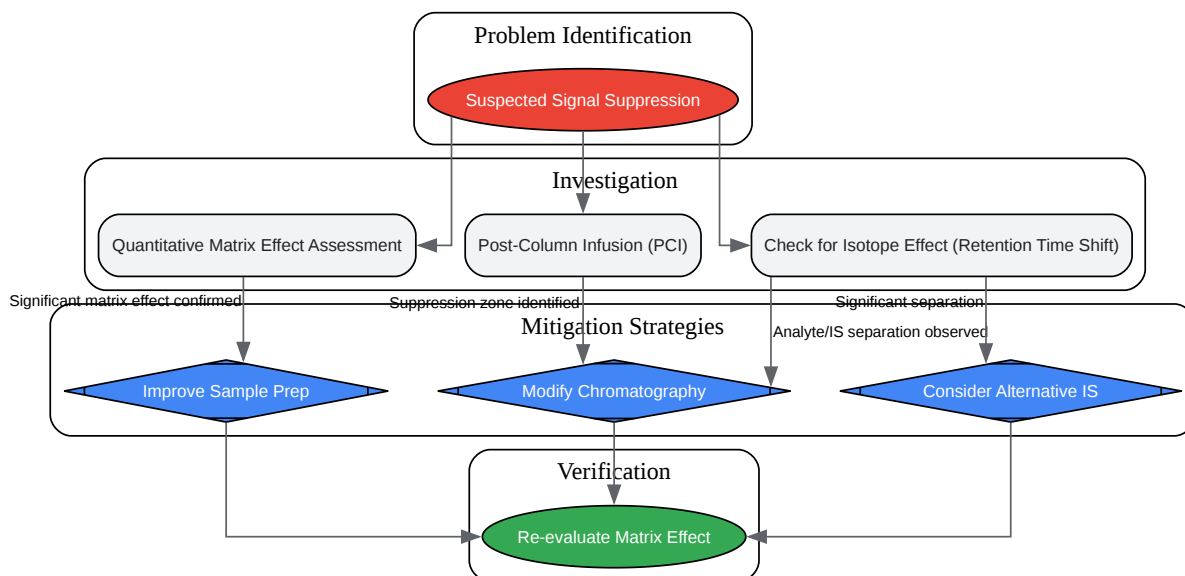 Problem Identification
Suspected Signal Suppression
Investigation
Quantitative Matrix Effect Assessment
Post-Column Infusion (PCI)
Check for Isotope Effect (Retention Time Shift)
Significant matrix effect confirmed
Suppression zone identified
Significant separation
Analyte/IS separation observed
Mitigation Strategies
Improve Sample Prep
Modify Chromatography
Consider Alternative IS
Verification
Re-evaluate Matrix Effect